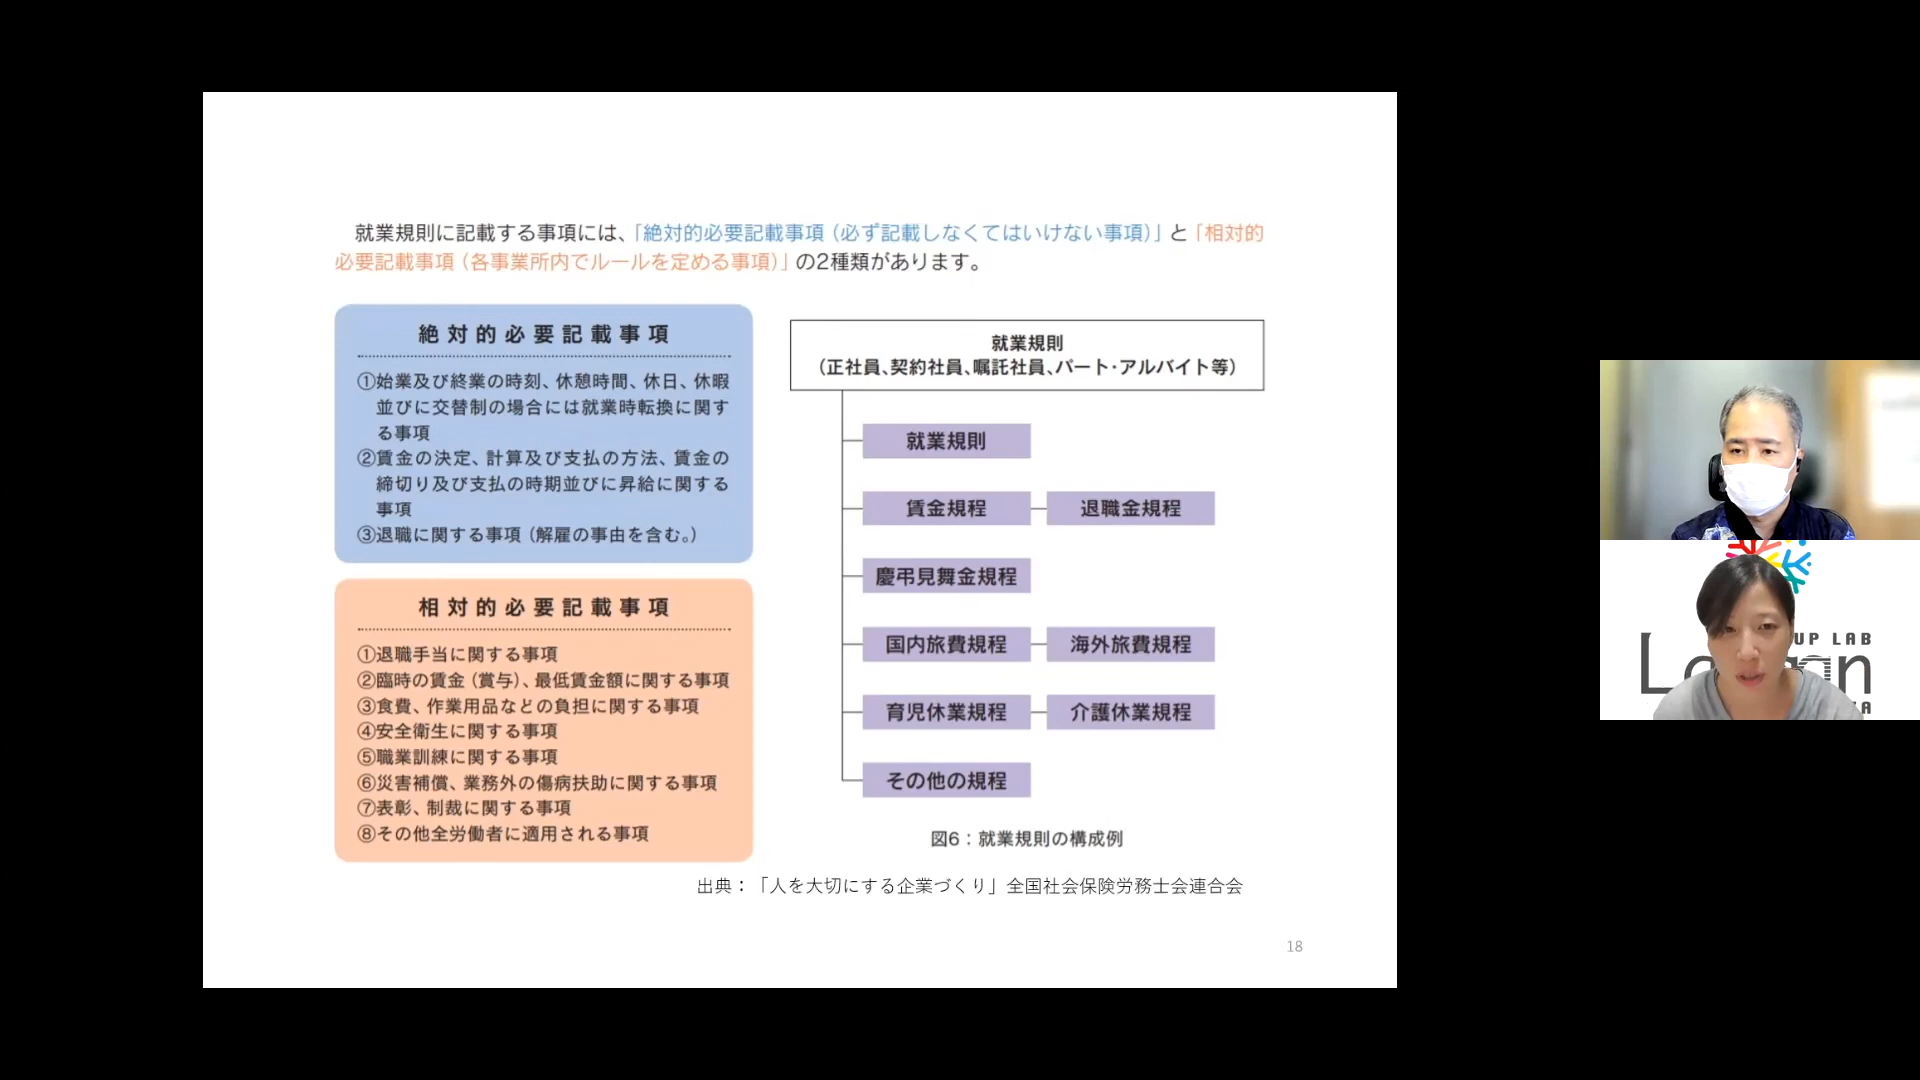 就業規則に記載する事項には、「絶対的必要記載事項（必ず記載しなくてはいけない事項）」と「相対的
必要記載事項（各事業所内でルールを定める事項）」の2種類があります。
絶対的必要記載事項
①始業及び終業の時刻、休憩時間、休日、休暇
並びに交替制の場合には就業時転換に関す
る事項
②賃金の決定、計算及び支払の方法、賃金の
締切り及び支払の時期並びに昇給に関する
事項
③退職に関する事項（解雇の事由を含む。）
相対的必要記載事項
①退職手当に関する事項
②臨時の賃金（賞与）、最低賃金額に関する事項
③食費、作業用品などの負担に関する事項
④安全衛生に関する事項
⑤職業訓練に関する事項
⑥災害補償、業務外の傷病扶助に関する事項
⑦表彰、制裁に関する事項
⑧その他全労働者に適用される事項
就業規則
（正社員、契約社員、嘱託社員、パート・アルバイト等）
就業規則
賃金規程 退職金規程
慶弔見舞金規程
国内旅費規程 海外旅費規程
育児休業規程 介護休業規程
その他の規程
図6：就業規則の構成例
出典：「人を大切にする企業づくり」全国社会保険労務士会連合会
18
UP LAB